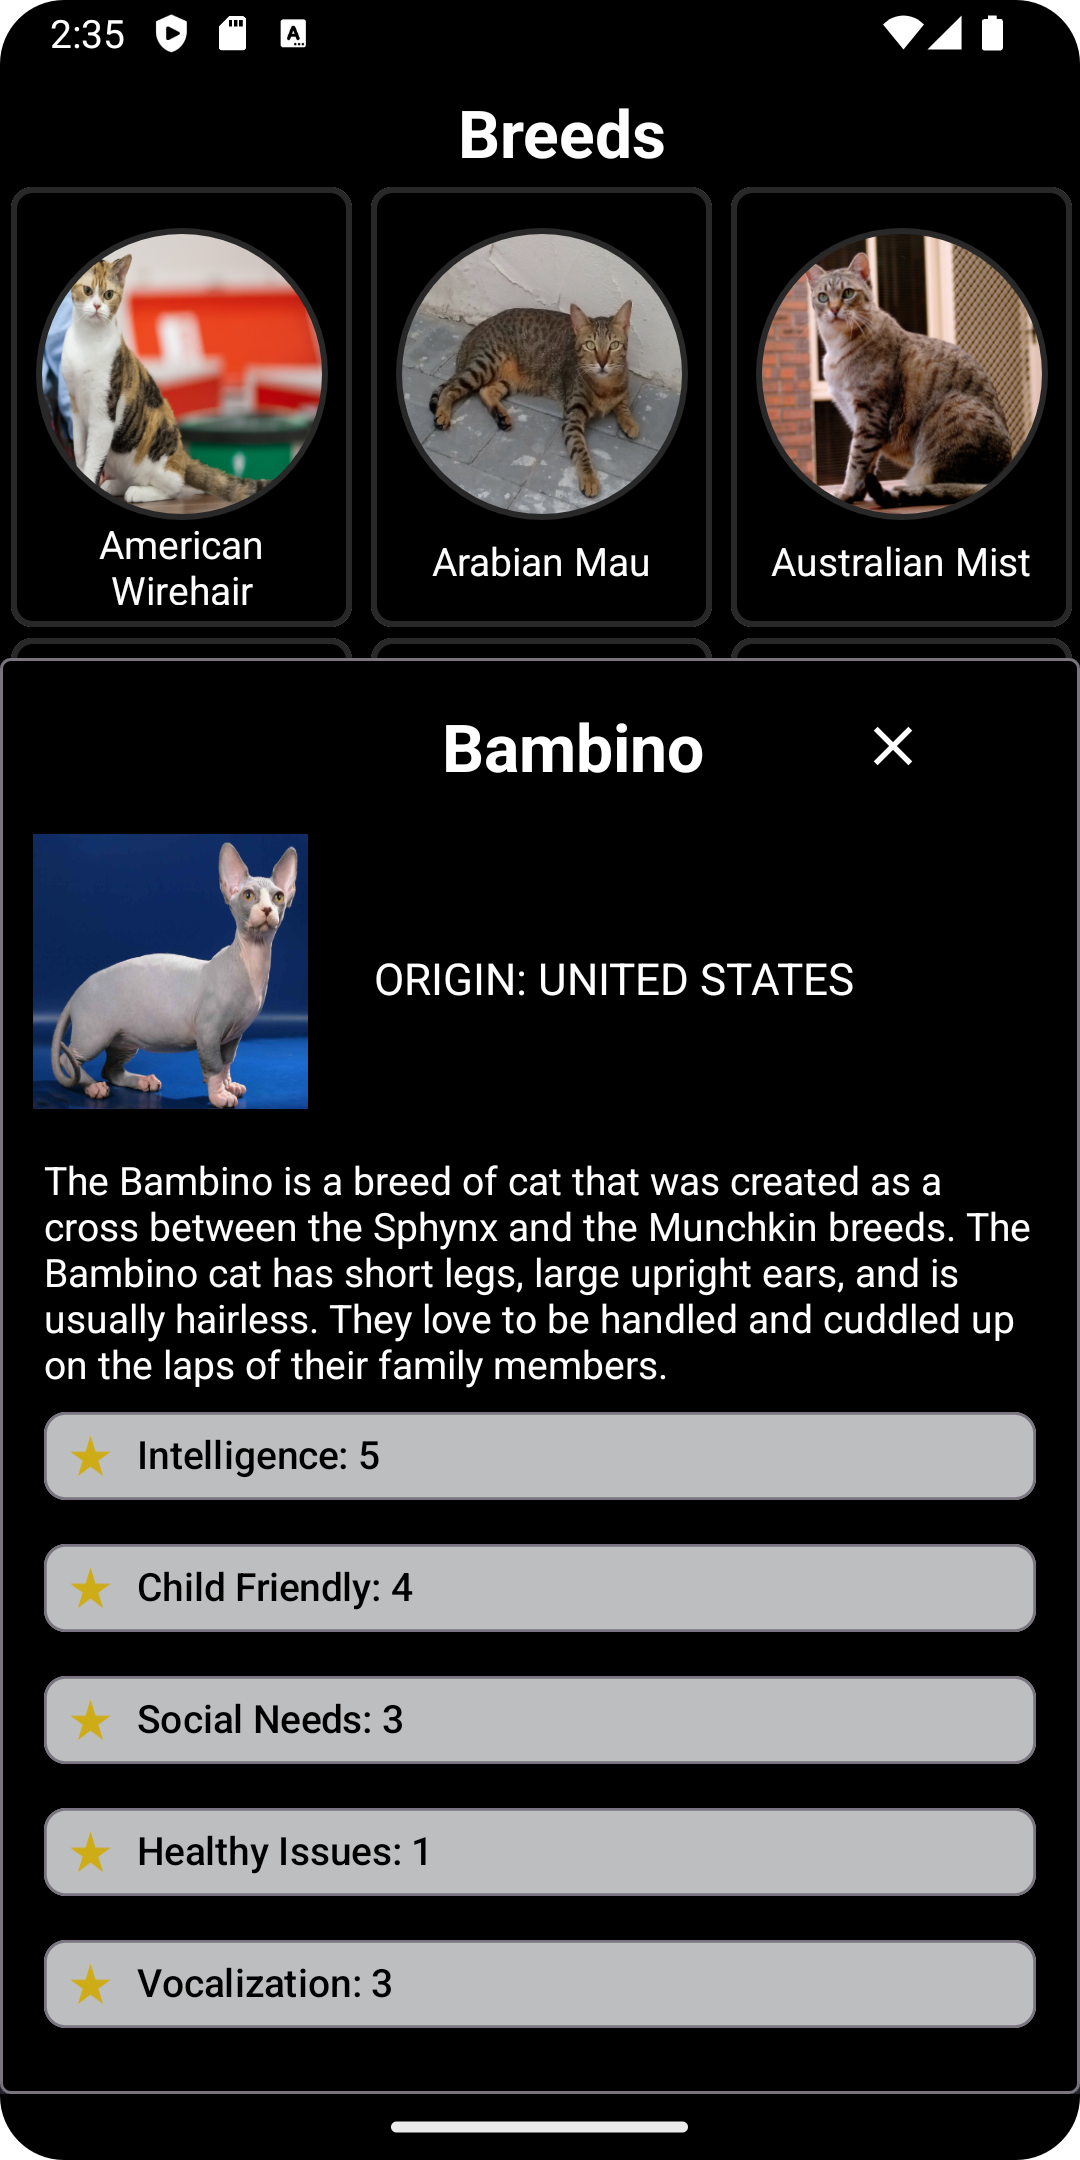 2:35
Breeds
American
Wirehair
Arabian Mau
Australian Mist
Bambino
ORIGIN: UNITED STATES
The Bambino is a breed of cat that was created as a
cross between the Sphynx and the Munchkin breeds. The
Bambino cat has short legs, large upright ears, and is
usually hairless. They love to be handled and cuddled up
on the laps of their family members.
Intelligence: 5
Child Friendly: 4
Social Needs: 3
Healthy Issues: 1
Vocalization: 3